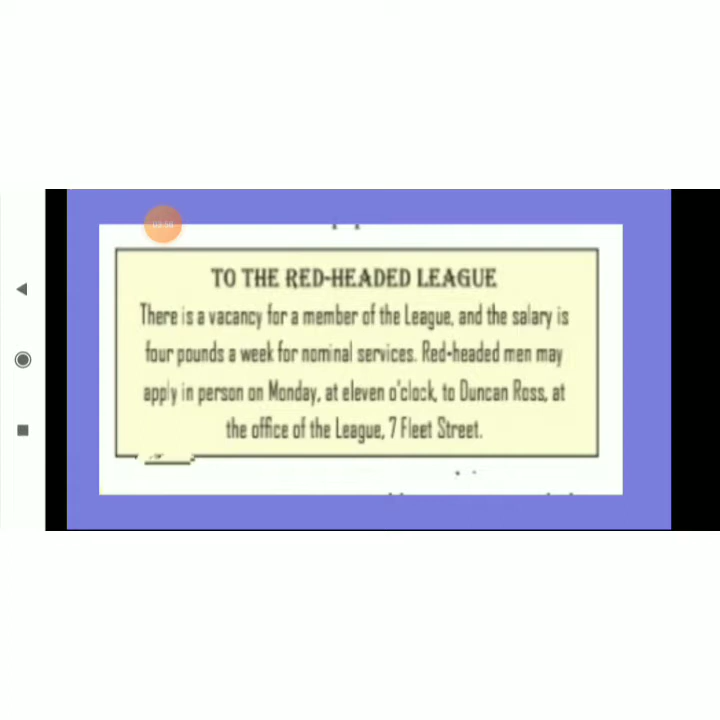 TO THE RED-HEADED LEAGUE
There is a vacancy for a member of the League, and the salary is
four pounds a week for nominal services. Red-headed men may
apply in person on Monday, at eleven o'clock, to Duncan Ross, at
the office of the League, 7 Fleet Street.